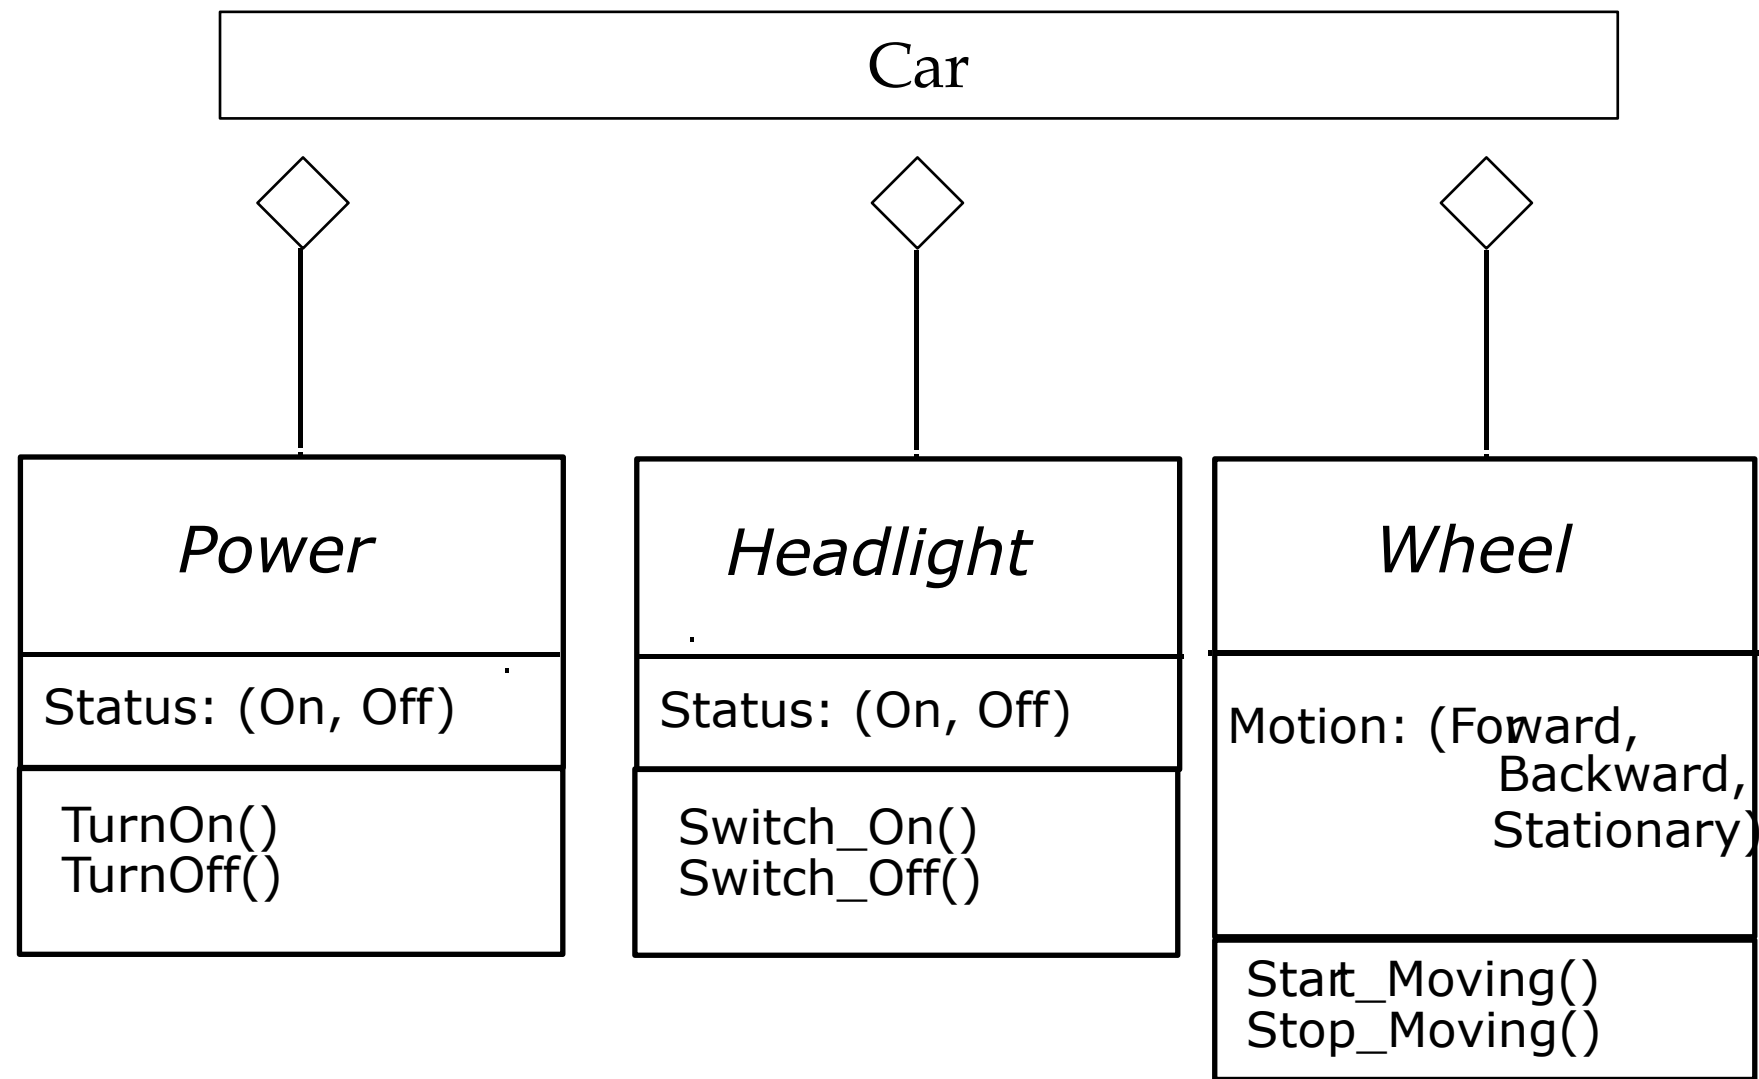 Car
Power
Status: (On, Off)
TurnOn()
TurnOff()
Headlight
Status: (On, Off)
Switch_On()
Switch_Off()
Wheel
Motion: (Forward,
Backward,
Stationary)
Start_Moving()
Stop_Moving()